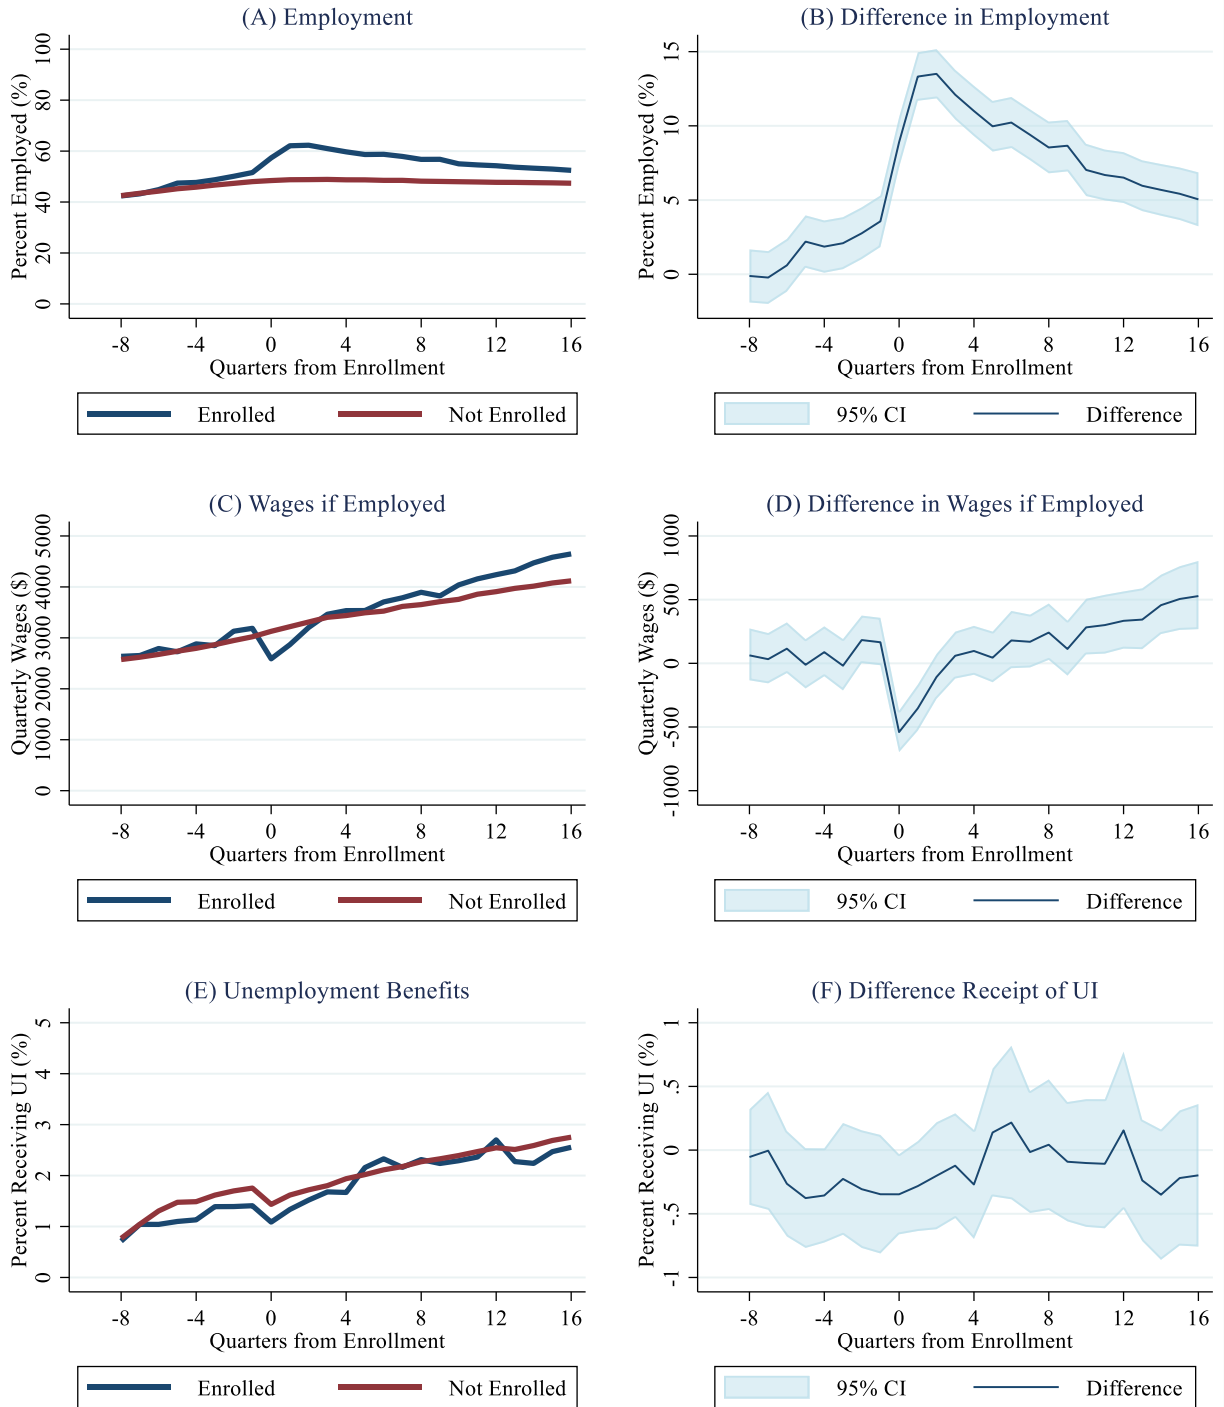 (A) Employment
Percent Employed (%)
100
80
60
40
20
0
-8 -4 0 4 8 12 16
Quarters from Enrollment
Enrolled Not Enrolled
(B) Difference in Employment
Percent Employed (%)
15
10
5
0
-8 -4 0 4 8 12 16
Quarters from Enrollment
95% CI Difference
(C) Wages if Employed
Quarterly Wages ($)
5000
4000
3000
2000
1000
0
-8 -4 0 4 8 12 16
Quarters from Enrollment
Enrolled Not Enrolled
(D) Difference in Wages if Employed
Quarterly Wages ($)
1000
500
0
-500
-1000
-8 -4 0 4 8 12 16
Quarters from Enrollment
95% CI Difference
(E) Unemployment Benefits
Percent Receiving UI (%)
5
4
3
2
1
0
-8 -4 0 4 8 12 16
Quarters from Enrollment
Enrolled Not Enrolled
(F) Difference Receipt of UI
Percent Receiving UI (%)
1
.5
0
-.5
-1
-8 -4 0 4 8 12 16
Quarters from Enrollment
95% CI Difference